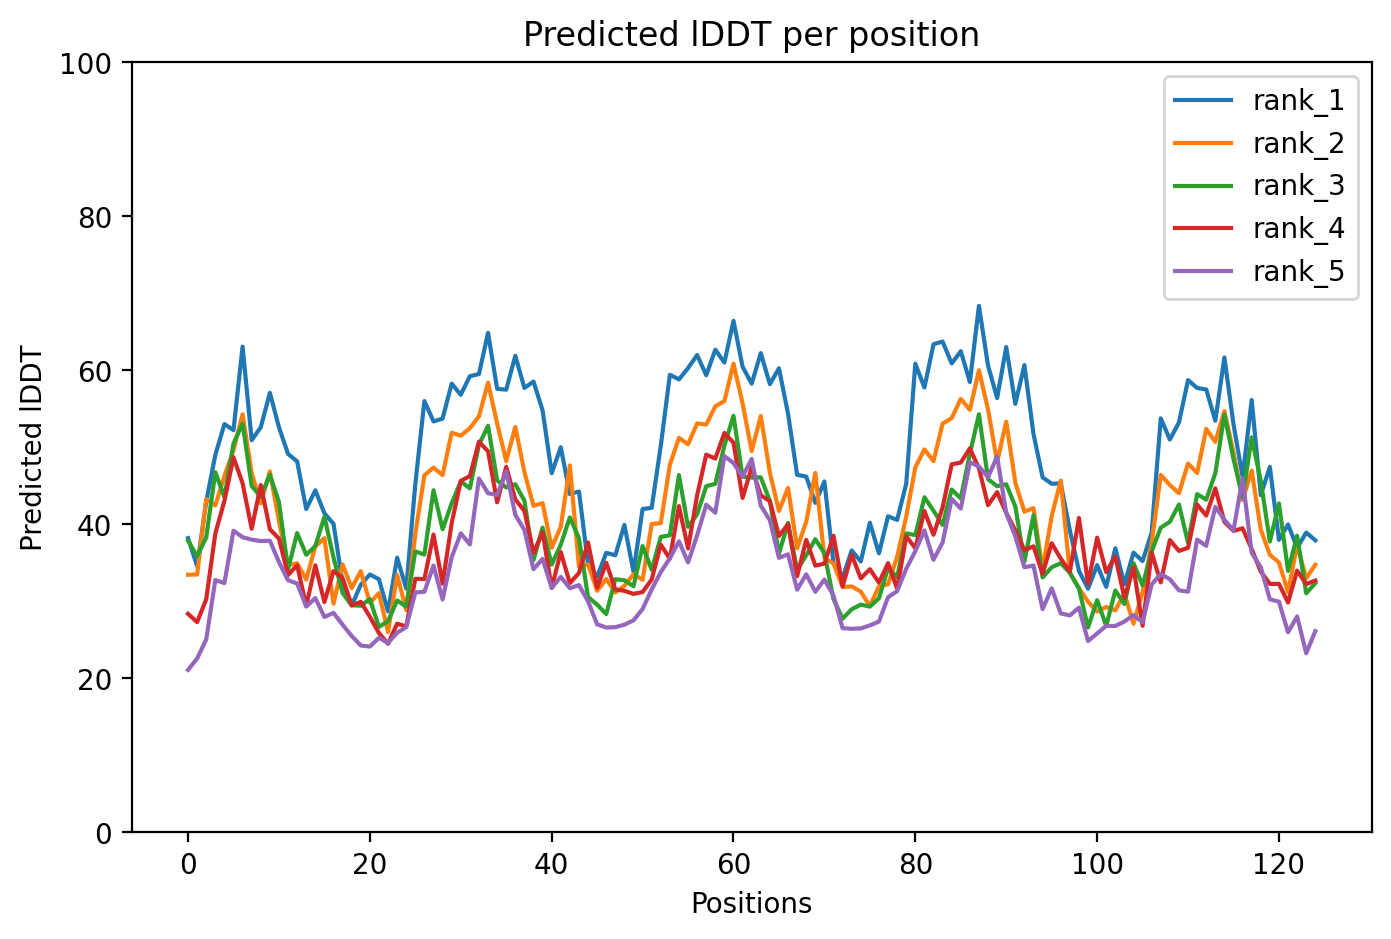 Predicted lDDT per position
100
80
60
40
20
0
Predicted lDDT
0 20 40 60 80 100 120
Positions
rank_1
rank_2
rank_3
rank_4
rank_5